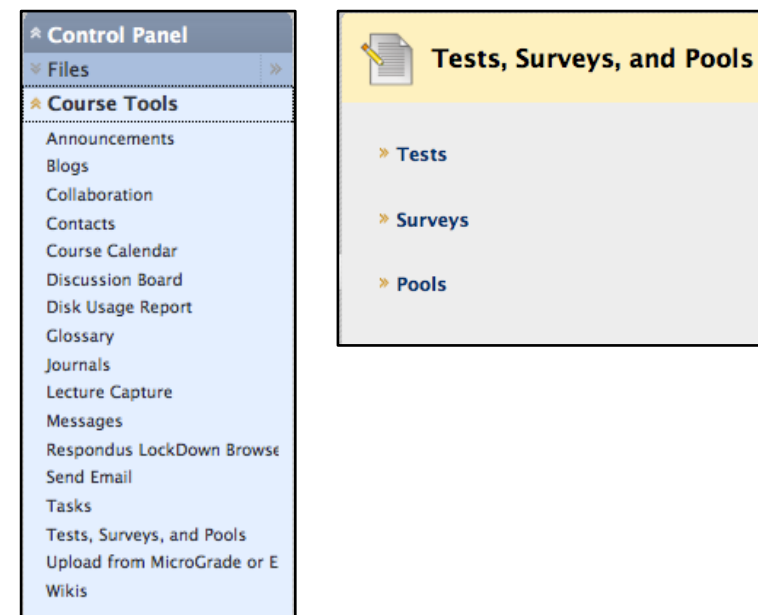 Control Panel
Files
Course Tools
Announcements
Blogs
Collaboration
Contacts
Course Calendar
Discussion Board
Disk Usage Report
Glossary
Journals
Lecture Capture
Messages
Respondus LockDown Browse
Send Email
Tasks
Tests, Surveys, and Pools
Upload from MicroGrade or E
Wikis
Tests, Surveys, and Pools
Tests
Surveys
Pools